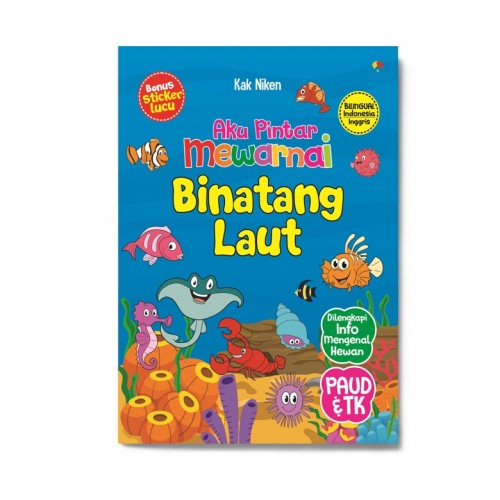 Kak Niken
Bonus
Sticker
Lucu
BILINGUAL
Indonesia
Inggris
Aku Pintar
Mewarnai
Binatang
Laut
Dilengkapi
Info
Mengenal
Hewan
PAUD
& TK